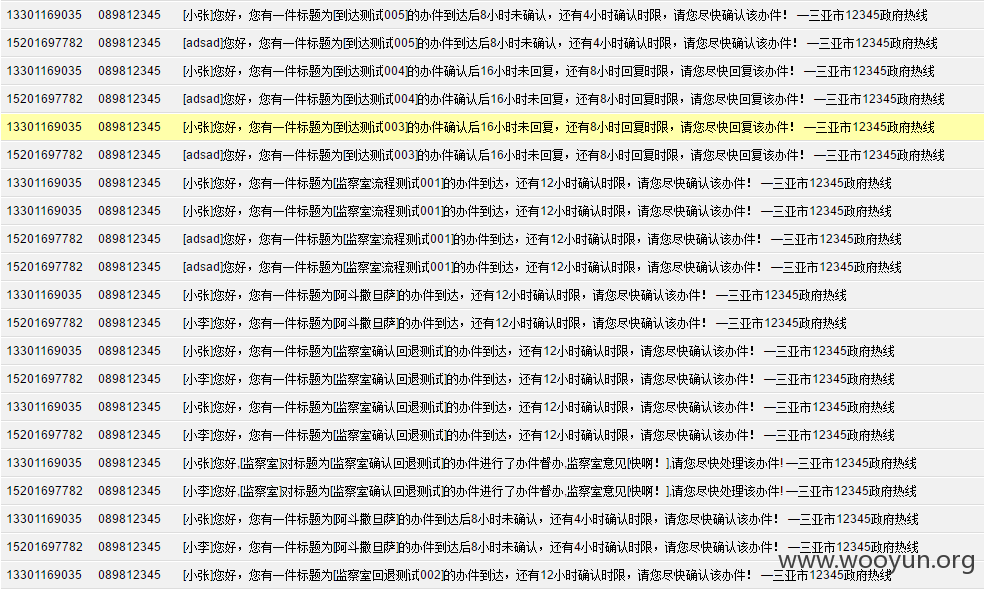 13301169035 089812345 [小张]您好，您有一件标题为[到达测试005]的办件到达后8小时未确认，还有4小时确认时限，请您尽快确认该办件！ —三亚市12345政府热线
15201697782 089812345 [adsad]您好，您有一件标题为[到达测试005]的办件到达后8小时未确认，还有4小时确认时限，请您尽快确认该办件！ —三亚市12345政府热线
13301169035 089812345 [小张]您好，您有一件标题为[到达测试004]的办件确认后16小时未回复，还有8小时回复时限，请您尽快回复该办件！ —三亚市12345政府热线
15201697782 089812345 [adsad]您好，您有一件标题为[到达测试004]的办件确认后16小时未回复，还有8小时回复时限，请您尽快回复该办件！ —三亚市12345政府热线
13301169035 089812345 [小张]您好，您有一件标题为[到达测试003]的办件确认后16小时未回复，还有8小时回复时限，请您尽快回复该办件！ —三亚市12345政府热线
15201697782 089812345 [adsad]您好，您有一件标题为[到达测试003]的办件确认后16小时未回复，还有8小时回复时限，请您尽快回复该办件！ —三亚市12345政府热线
13301169035 089812345 [小张]您好，您有一件标题为[监察室流程测试001]的办件到达，还有12小时确认时限，请您尽快确认该办件！ —三亚市12345政府热线
13301169035 089812345 [小张]您好，您有一件标题为[监察室流程测试001]的办件到达，还有12小时确认时限，请您尽快确认该办件！ —三亚市12345政府热线
15201697782 089812345 [adsad]您好，您有一件标题为[监察室流程测试001]的办件到达，还有12小时确认时限，请您尽快确认该办件！ —三亚市12345政府热线
15201697782 089812345 [adsad]您好，您有一件标题为[监察室流程测试001]的办件到达，还有12小时确认时限，请您尽快确认该办件！ —三亚市12345政府热线
13301169035 089812345 [小张]您好，您有一件标题为[阿斗撒旦萨]的办件到达，还有12小时确认时限，请您尽快确认该办件！ —三亚市12345政府热线
15201697782 089812345 [小李]您好，您有一件标题为[阿斗撒旦萨]的办件到达，还有12小时确认时限，请您尽快确认该办件！ —三亚市12345政府热线
13301169035 089812345 [小张]您好，您有一件标题为[监察室确认回退测试]的办件到达，还有12小时确认时限，请您尽快确认该办件！ —三亚市12345政府热线
15201697782 089812345 [小李]您好，您有一件标题为[监察室确认回退测试]的办件到达，还有12小时确认时限，请您尽快确认该办件！ —三亚市12345政府热线
13301169035 089812345 [小张]您好，您有一件标题为[监察室确认回退测试]的办件到达，还有12小时确认时限，请您尽快确认该办件！ —三亚市12345政府热线
15201697782 089812345 [小李]您好，您有一件标题为[监察室确认回退测试]的办件到达，还有12小时确认时限，请您尽快确认该办件！ —三亚市12345政府热线
13301169035 089812345 [小张]您好,[监察室]对标题为[监察室确认回退测试]的办件进行了办件督办,监察室意见[快啊！],请您尽快处理该办件! —三亚市12345政府热线
15201697782 089812345 [小李]您好,[监察室]对标题为[监察室确认回退测试]的办件进行了办件督办,监察室意见[快啊！],请您尽快处理该办件! —三亚市12345政府热线
13301169035 089812345 [小张]您好，您有一件标题为[阿斗撒旦萨]的办件到达后8小时未确认，还有4小时确认时限，请您尽快确认该办件！ —三亚市12345政府热线
15201697782 089812345 [小李]您好，您有一件标题为[阿斗撒旦萨]的办件到达后8小时未确认，还有4小时确认时限，请您尽快确认该办件！ —三亚市12345政府热线
13301169035 089812345 [小张]您好，您有一件标题为[监察室回退测试002]的办件到达，还有12小时确认时限，请您尽快确认该办件！ —三亚市12345政府热线
www.wooyun.org